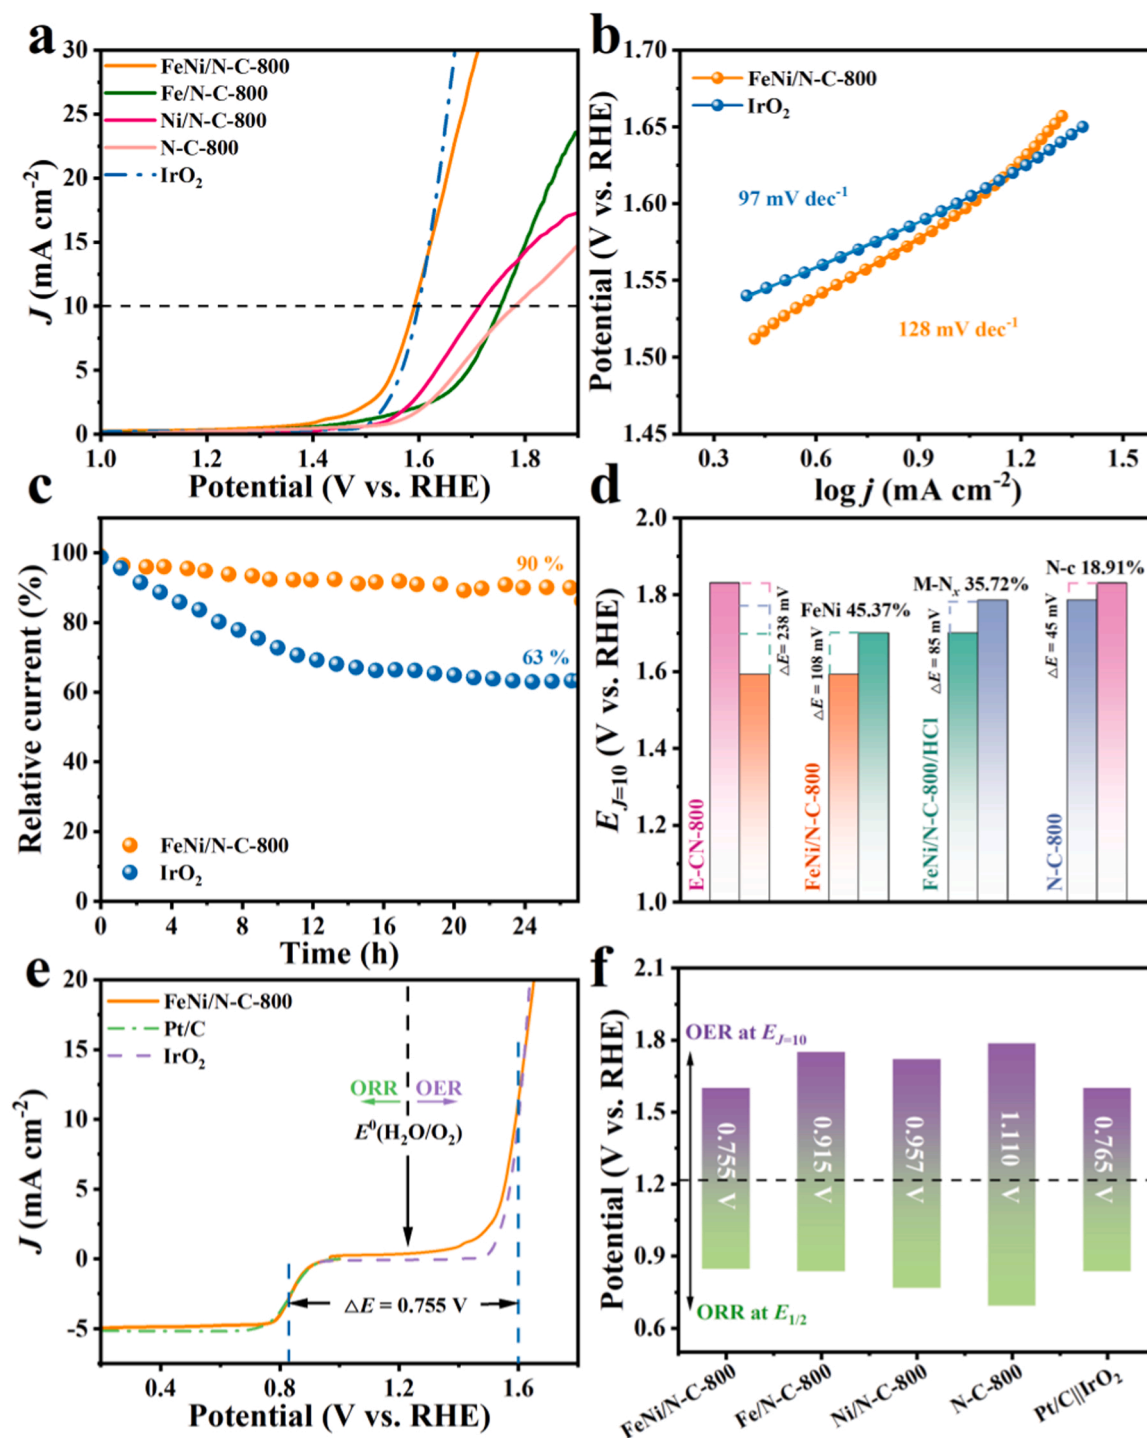 a
30
25
20
15
10
5
0
J (mA cm⁻²)
FeNi/N-C-800
Fe/N-C-800
Ni/N-C-800
N-C-800
IrO₂
1.0
1.2
1.4
1.6
1.8
Potential (V vs. RHE)
b
1.70
1.65
1.60
1.55
1.50
1.45
Potential (V vs. RHE)
FeNi/N-C-800
IrO₂
97 mV dec⁻¹
128 mV dec⁻¹
0.3
0.6
0.9
1.2
1.5
log j (mA cm⁻²)
c
100
80
60
40
20
0
Relative current (%)
90 %
63 %
FeNi/N-C-800
IrO₂
0
4
8
12
16
20
24
Time (h)
d
2.0
1.8
1.6
1.4
1.2
1.0
E_J=10 (V vs. RHE)
△E= 238 mV
FeNi 45.37%
△E = 108 mV
M-Nₓ 35.72%
△E = 85 mV
N-c 18.91%
△E = 45 mV
E-CN-800
FeNi/N-C-800
FeNi/N-C-800/HCl
N-C-800
e
20
15
10
5
0
-5
J (mA cm⁻²)
FeNi/N-C-800
Pt/C
IrO₂
ORR
OER
E⁰(H₂O/O₂)
△E = 0.755 V
0.4
0.8
1.2
1.6
Potential (V vs. RHE)
f
2.1
1.8
1.5
1.2
0.9
0.6
Potential (V vs. RHE)
OER at E_J=10
ORR at E₁/₂
0.755 V
0.915 V
0.957 V
1.110 V
0.765 V
FeNi/N-C-800
Fe/N-C-800
Ni/N-C-800
N-C-800
Pt/C||IrO₂